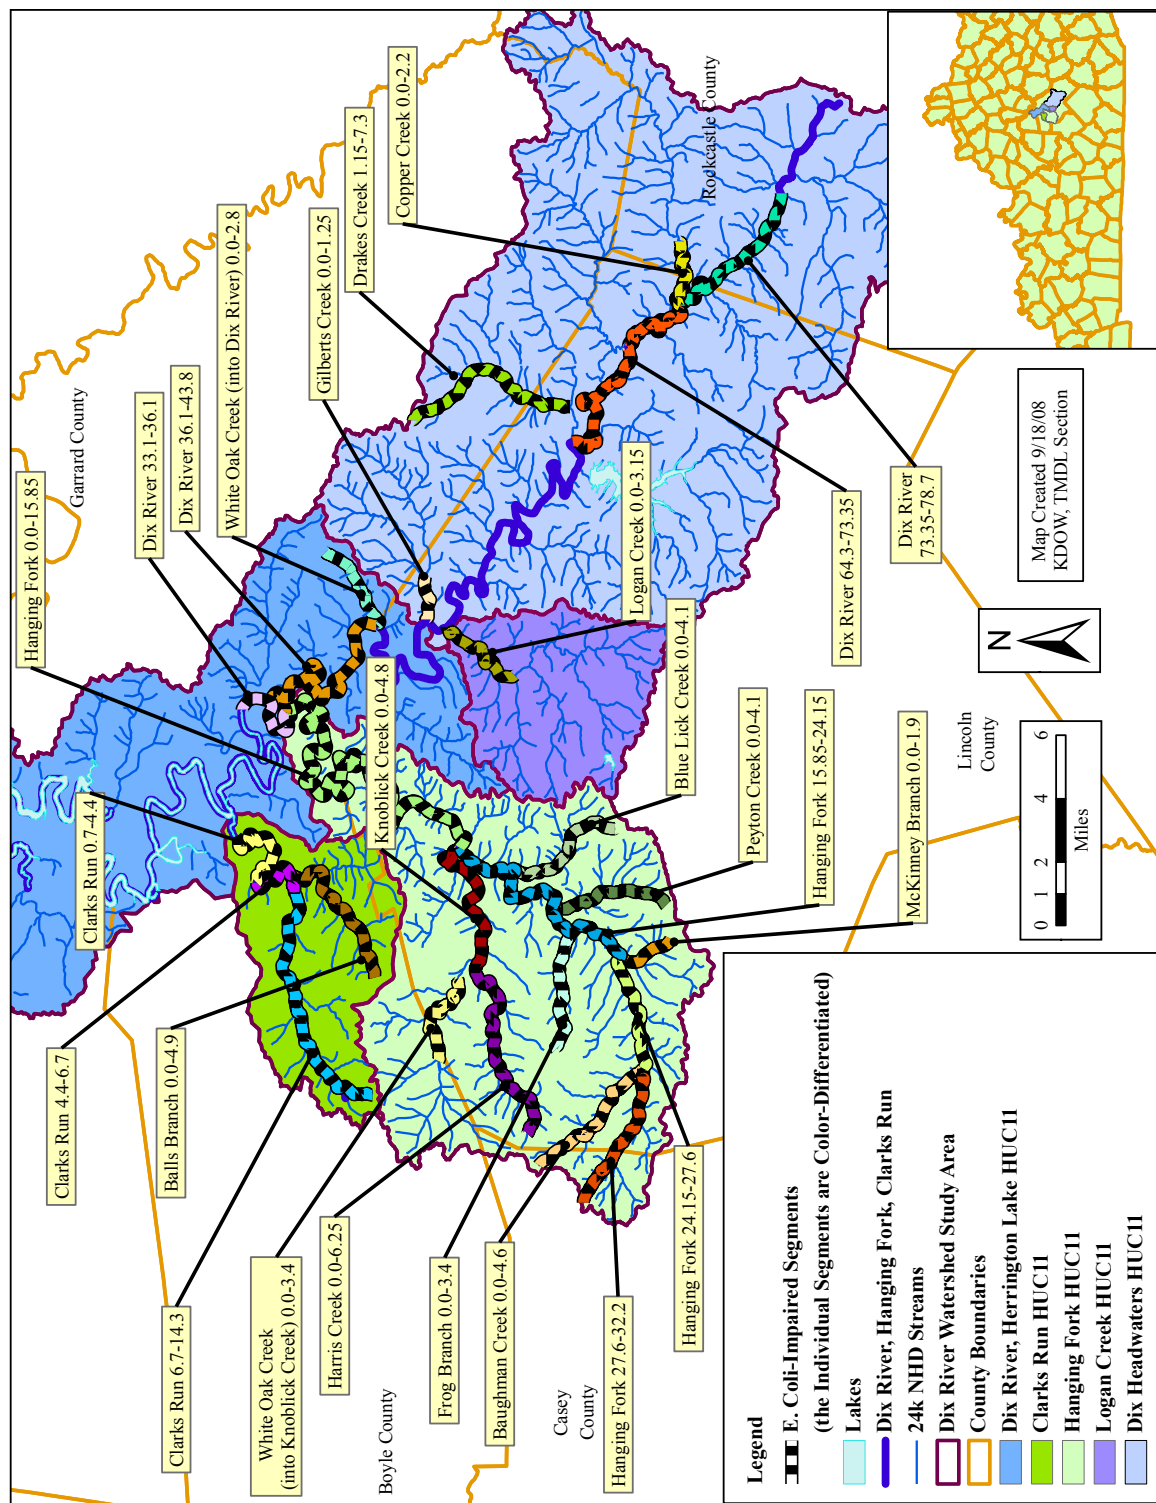 Clarks Run 6.7-14.3
Clarks Run 4.4-6.7
Balls Branch 0.0-4.9
Clarks Run 0.7-4.4
Hanging Fork 0.0-15.85
Garrard County
Dix River 33.1-36.1
Dix River 36.1-43.8
White Oak Creek (into Dix River) 0.0-2.8
Gilberts Creek 0.0-1.25
Drakes Creek 1.15-7.3
Copper Creek 0.0-2.2
Rockcastle County
White Oak Creek
(into Knoblick Creek) 0.0-3.4
Harris Creek 0.0-6.25
Boyle County
Knoblick Creek 0.0-4.8
Frog Branch 0.0-3.4
Baughman Creek 0.0-4.6
Casey
County
Hanging Fork 27.6-32.2
Hanging Fork 24.15-27.6
Logan Creek 0.0-3.15
Blue Lick Creek 0.0-4.1
Peyton Creek 0.0-4.1
Hanging Fork 15.85-24.15
McKinney Branch 0.0-1.9
Dix River 64.3-73.35
Dix River
73.35-78.7
Lincoln
County
N
0 1 2 4 6
Miles
Map Created 9/18/08
KDOW, TMDL Section
Legend
E. Coli-Impaired Segments
(the Individual Segments are Color-Differentiated)
Lakes
Dix River, Hanging Fork, Clarks Run
24k NHD Streams
Dix River Watershed Study Area
County Boundaries
Dix River, Herrington Lake HUC11
Clarks Run HUC11
Hanging Fork HUC11
Logan Creek HUC11
Dix Headwaters HUC11